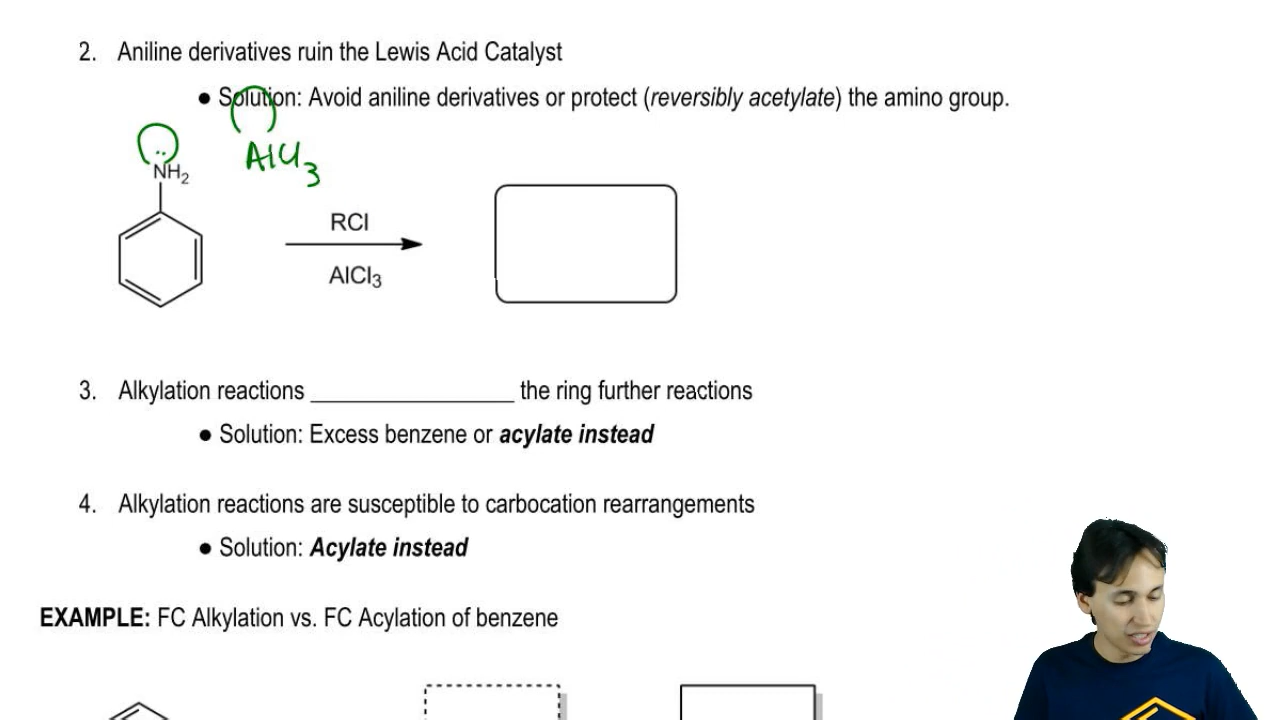 2. Aniline derivatives ruin the Lewis Acid Catalyst
● Solution: Avoid aniline derivatives or protect (reversibly acetylate) the amino group.
AlCl3
NH2
RCl
AlCl3
3. Alkylation reactions ________________ the ring further reactions
● Solution: Excess benzene or acylate instead
4. Alkylation reactions are susceptible to carbocation rearrangements
● Solution: Acylate instead
EXAMPLE: FC Alkylation vs. FC Acylation of benzene